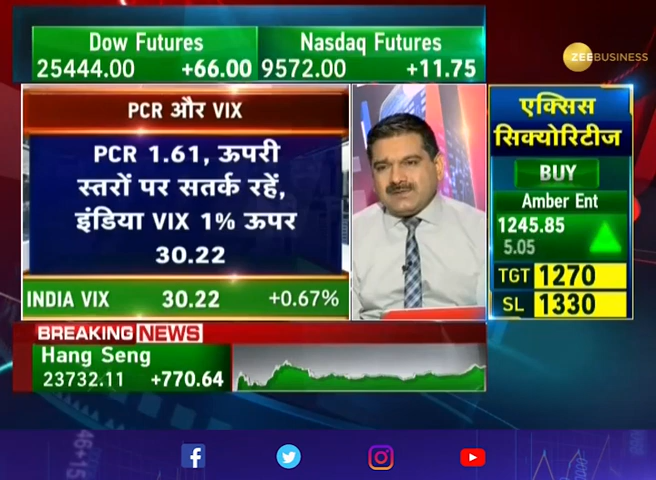 Dow Futures
25444.00 +66.00
Nasdaq Futures
9572.00 +11.75
ZEEBUSINESS
PCR और VIX
PCR 1.61, ऊपरी
स्तरों पर सतर्क रहें,
इंडिया VIX 1% ऊपर
30.22
INDIA VIX 30.22 +0.67%
एक्सिस
सिक्योरिटीज
BUY
Amber Ent
1245.85
5.05
TGT 1270
SL 1330
BREAKING NEWS
Hang Seng
23732.11 +770.64